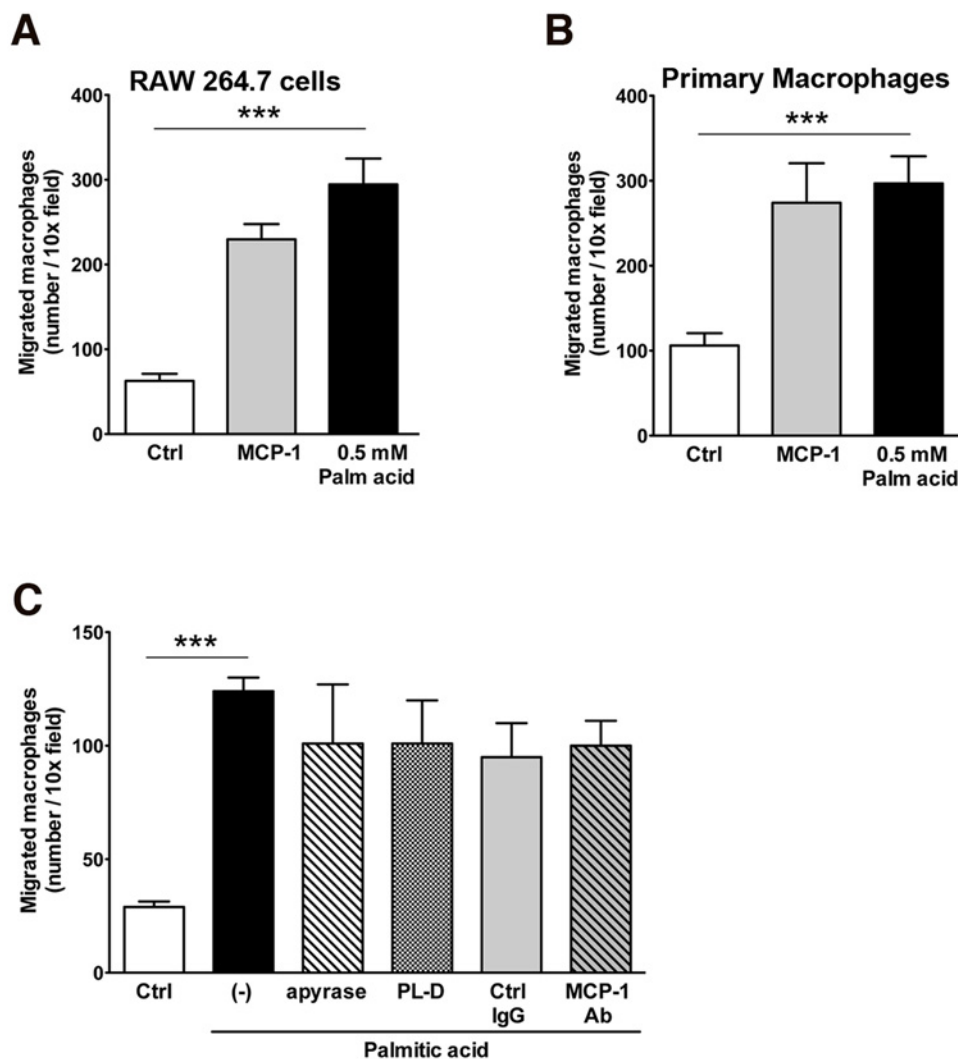 A
RAW 264.7 cells
***
Migrated macrophages
(number / 10x field)
400
300
200
100
0
Ctrl MCP-1 0.5 mM
Palm acid
B
Primary Macrophages
***
Migrated macrophages
(number / 10x field)
400
300
200
100
0
Ctrl MCP-1 0.5 mM
Palm acid
C
***
Migrated macrophages
(number / 10x field)
150
100
50
0
Ctrl (-) apyrase PL-D Ctrl MCP-1
IgG Ab
Palmitic acid